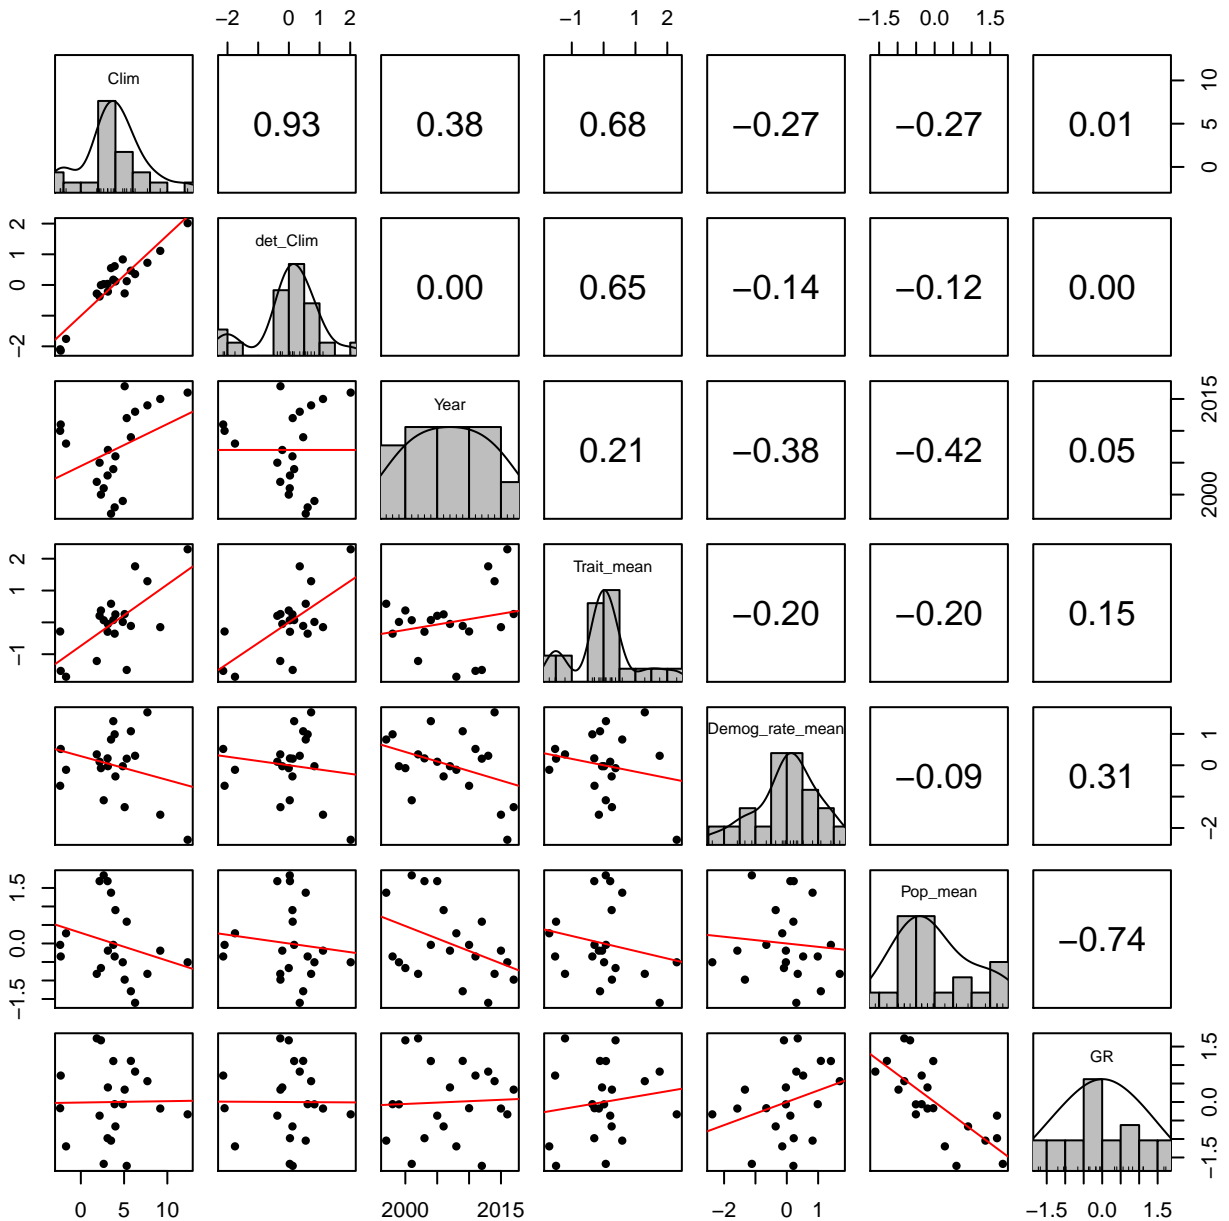 −2 0 1 2 −1 1 2 −1.5 0.0 1.5
Clim 0.93 0.38 0.68 −0.27 −0.27 0.01 0 5 10
−2 0 1 2 det_Clim 0.00 0.65 −0.14 −0.12 0.00
Year 0.21 −0.38 −0.42 0.05 2000 2015
−1 1 2 Trait_mean −0.20 −0.20 0.15
Demog_rate_mean −0.09 0.31 −2 0 1
−1.5 0.0 1.5 Pop_mean −0.74
GR −1.5 0.0 1.5
0 5 10 2000 2015 −2 0 1 −1.5 0.0 1.5